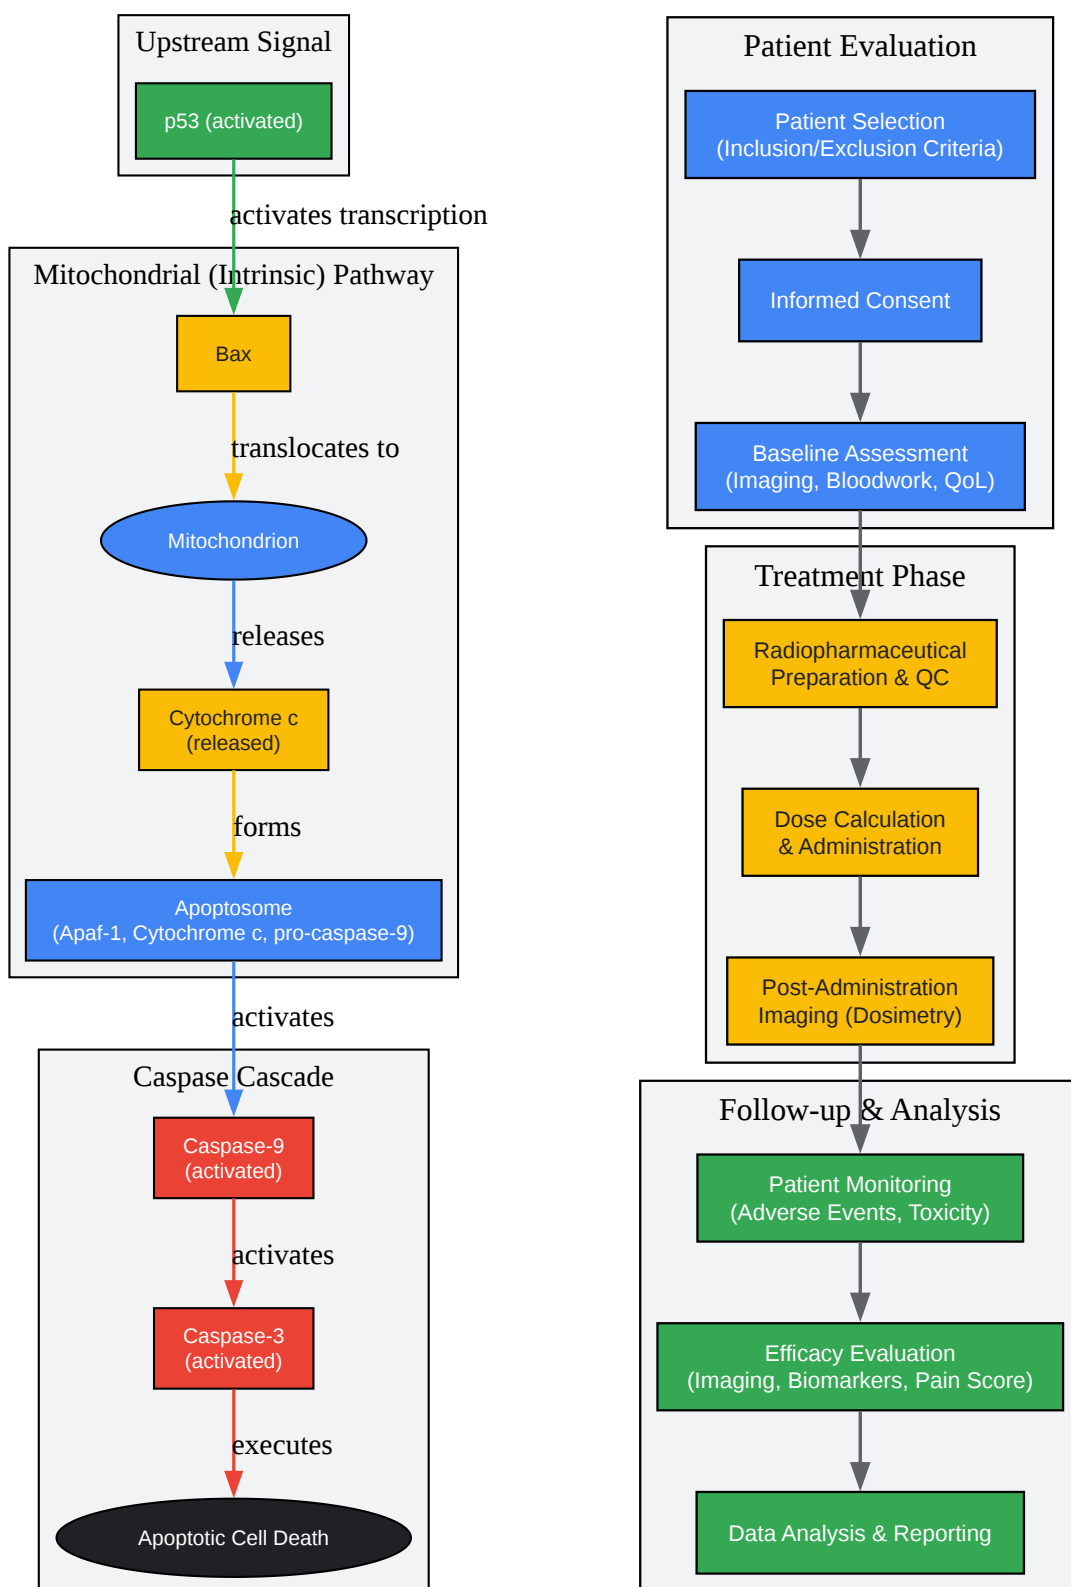 Upstream Signal
p53 (activated)
activates transcription
Mitochondrial (Intrinsic) Pathway
Bax
translocates to
Mitochondrion
releases
Cytochrome c
(released)
forms
Apoptosome
(Apaf-1, Cytochrome c, pro-caspase-9)
activates
Caspase Cascade
Caspase-9
(activated)
activates
Caspase-3
(activated)
executes
Apoptotic Cell Death
Patient Evaluation
Patient Selection
(Inclusion/Exclusion Criteria)
Informed Consent
Baseline Assessment
(Imaging, Bloodwork, QoL)
Treatment Phase
Radiopharmaceutical
Preparation & QC
Dose Calculation
& Administration
Post-Administration
Imaging (Dosimetry)
Follow-up & Analysis
Patient Monitoring
(Adverse Events, Toxicity)
Efficacy Evaluation
(Imaging, Biomarkers, Pain Score)
Data Analysis & Reporting